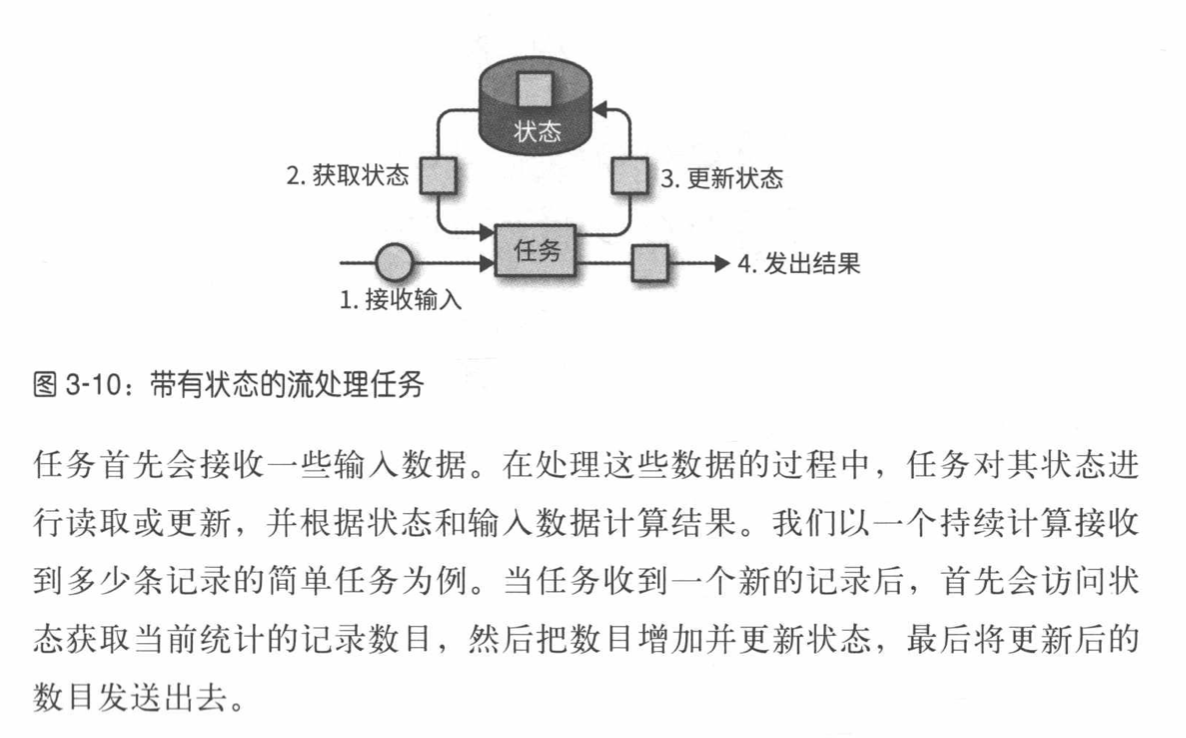 状态
2. 获取状态
3. 更新状态
任务
4. 发出结果
1. 接收输入
图 3-10：带有状态的流处理任务
任务首先会接收一些输入数据。在处理这些数据的过程中，任务对其状态进
行读取或更新，并根据状态和输入数据计算结果。我们以一个持续计算接收
到多少条记录的简单任务为例。当任务收到一个新的记录后，首先会访问状
态获取当前统计的记录数目，然后把数目增加并更新状态，最后将更新后的
数目发送出去。